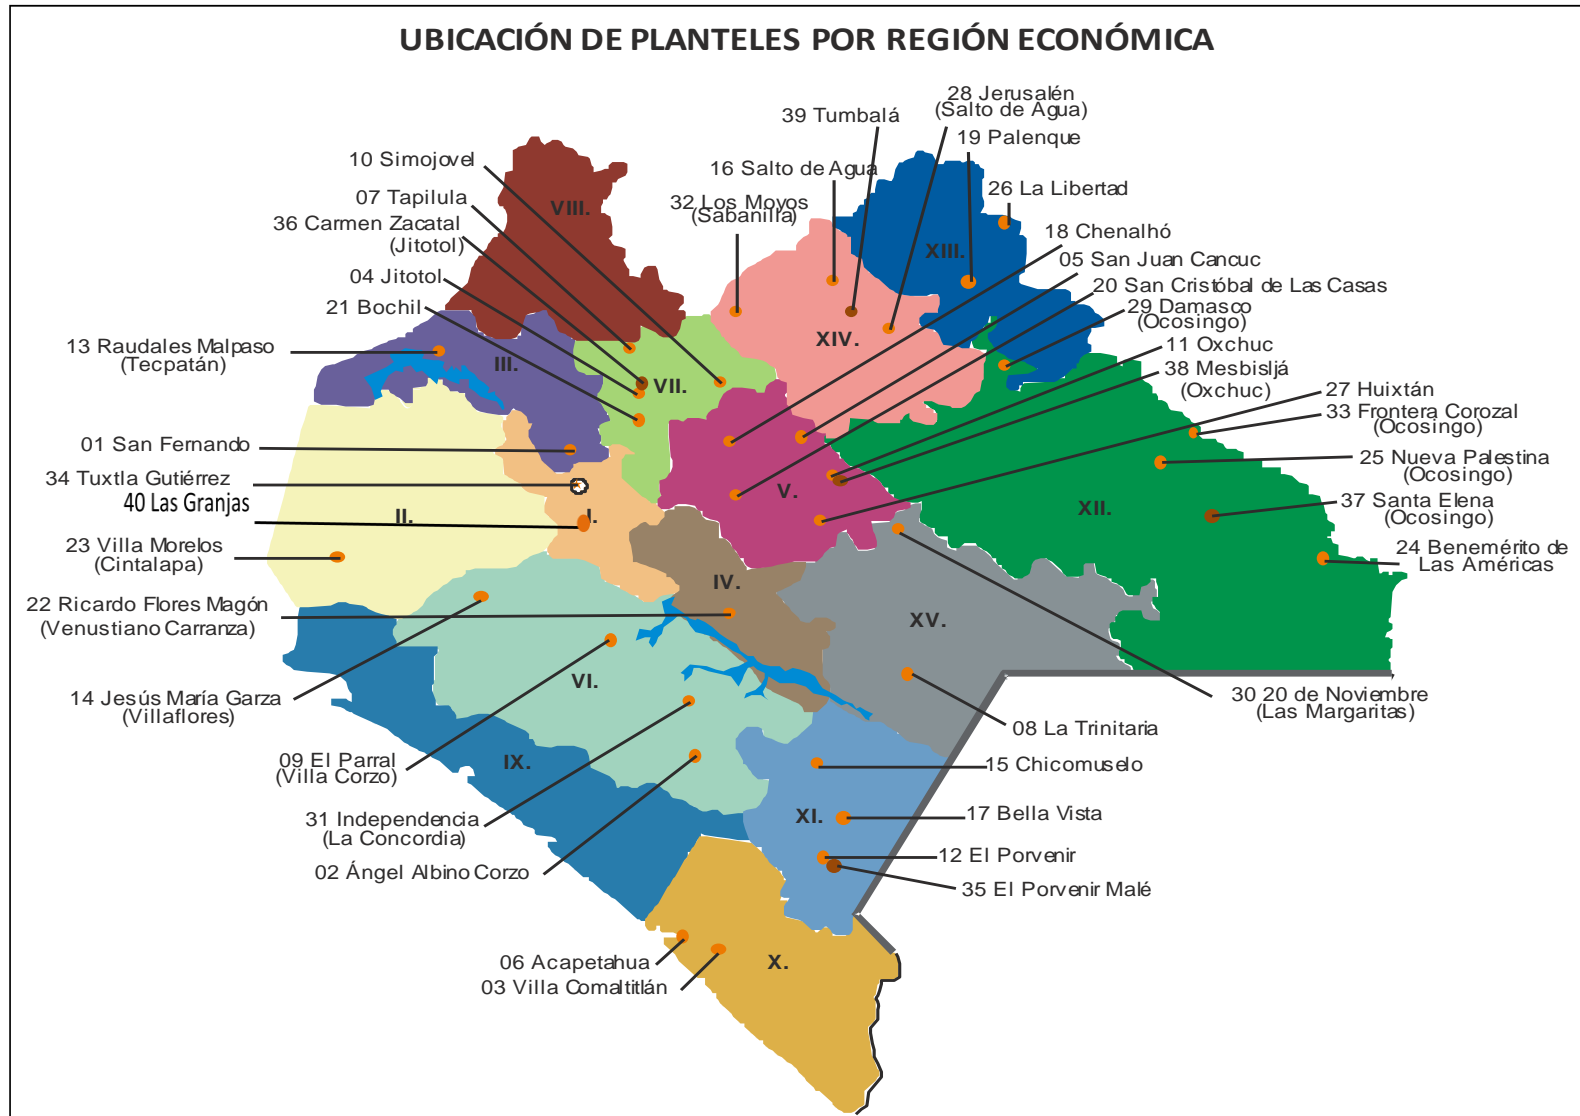 UBICACIÓN DE PLANTELES POR REGIÓN ECONÓMICA
28 Jerusalén
(Salto de Agua)
39 Tumbalá
19 Palenque
10 Simojovel
16 Salto de Agua
07 Tapilula
26 La Libertad
32 Los Moyos
(Sabanilla)
36 Carmen Zacatal
(Jitotol)
18 Chenalhó
04 Jitotol
05 San Juan Cancuc
21 Bochil
20 San Cristóbal de Las Casas
29 Damasco
(Ocosingo)
13 Raudales Malpaso
(Tecpatán)
11 Oxchuc
38 Mesbisljá
(Oxchuc)
27 Huixtán
33 Frontera Corozal
(Ocosingo)
01 San Fernando
25 Nueva Palestina
(Ocosingo)
34 Tuxtla Gutiérrez
40 Las Granjas
37 Santa Elena
(Ocosingo)
23 Villa Morelos
(Cintalapa)
24 Benemérito de
Las Américas
22 Ricardo Flores Magón
(Venustiano Carranza)
14 Jesús María Garza
(Villaflores)
30 20 de Noviembre
(Las Margaritas)
08 La Trinitaria
09 El Parral
(Villa Corzo)
15 Chicomuselo
31 Independencia
(La Concordia)
17 Bella Vista
02 Ángel Albino Corzo
12 El Porvenir
35 El Porvenir Malé
06 Acapetahua
03 Villa Comaltitlán
VIII.
XIII.
XIV.
III.
VII.
V.
II.
I.
XII.
IV.
XV.
VI.
IX.
XI.
X.